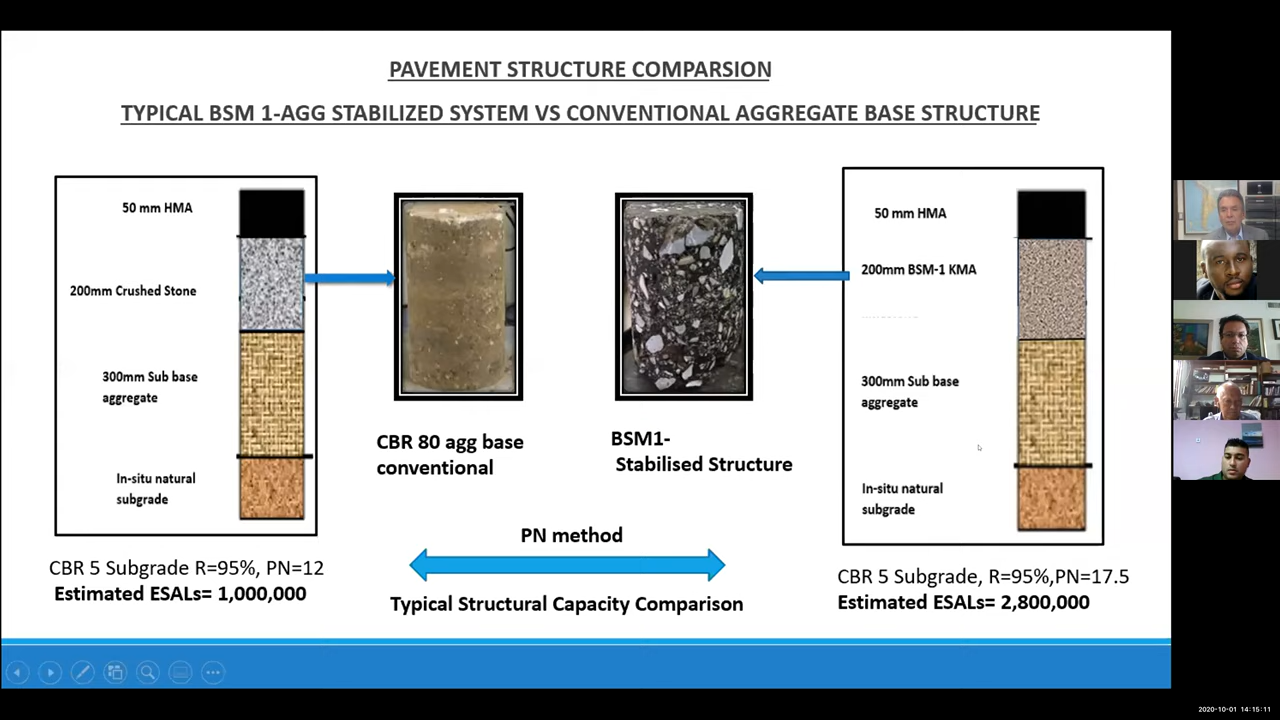 PAVEMENT STRUCTURE COMPARSION
TYPICAL BSM 1-AGG STABILIZED SYSTEM VS CONVENTIONAL AGGREGATE BASE STRUCTURE
50 mm HMA
200mm Crushed Stone
300mm Sub base
aggregate
In-situ natural
subgrade
CBR 5 Subgrade R=95%, PN=12
Estimated ESALs= 1,000,000
CBR 80 agg base
conventional
BSM1-
Stabilised Structure
PN method
Typical Structural Capacity Comparison
50 mm HMA
200mm BSM-1 KMA
300mm Sub base
aggregate
In-situ natural
subgrade
CBR 5 Subgrade, R=95%,PN=17.5
Estimated ESALs= 2,800,000
2020-10-01 14:15:11